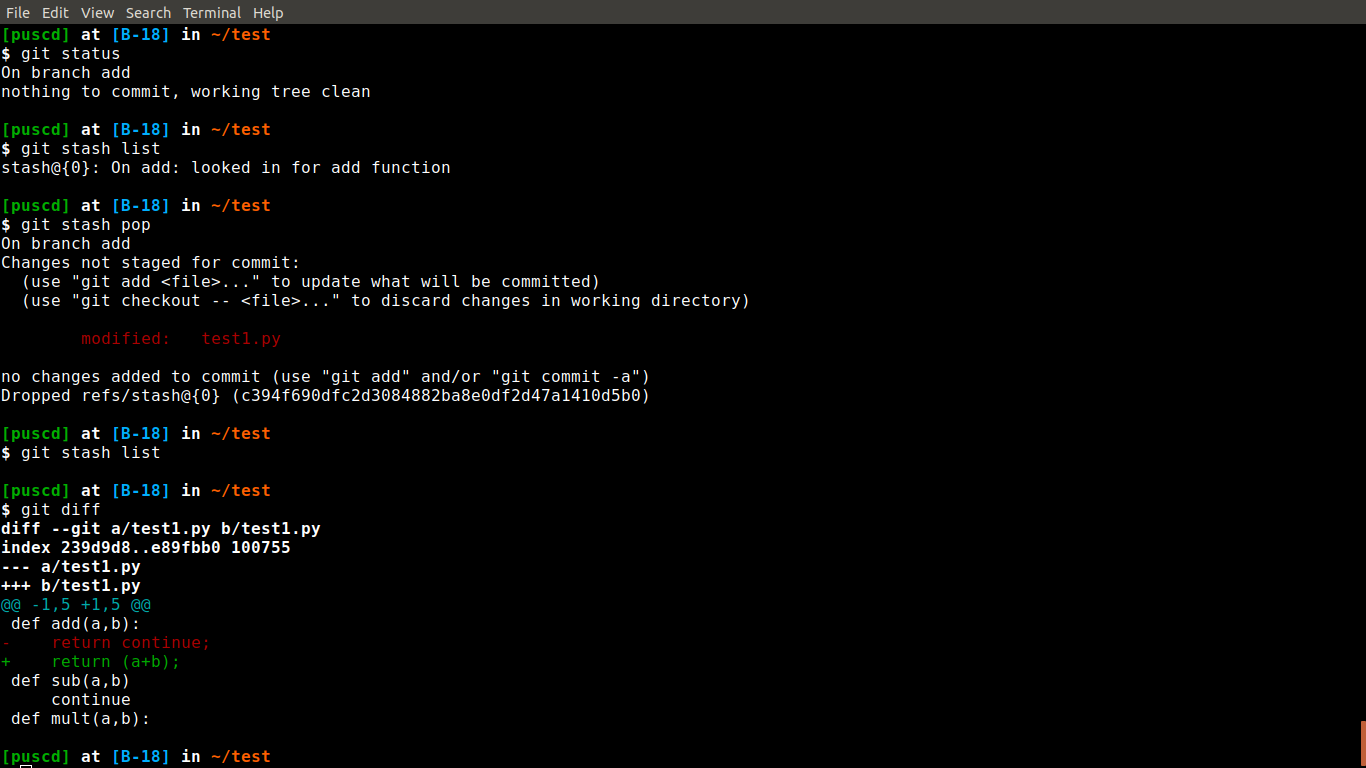 File Edit View Search Terminal Help
[puscd] at [B-18] in ~/test
$ git status
On branch add
nothing to commit, working tree clean
[puscd] at [B-18] in ~/test
$ git stash list
stash@{0}: On add: looked in for add function
[puscd] at [B-18] in ~/test
$ git stash pop
On branch add
Changes not staged for commit:
  (use "git add <file>..." to update what will be committed)
  (use "git checkout -- <file>..." to discard changes in working directory)
        modified:   test1.py
no changes added to commit (use "git add" and/or "git commit -a")
Dropped refs/stash@{0} (c394f690dfc2d3084882ba8e0df2d47a1410d5b0)
[puscd] at [B-18] in ~/test
$ git stash list
[puscd] at [B-18] in ~/test
$ git diff
diff --git a/test1.py b/test1.py
index 239d9d8..e89fbb0 100755
--- a/test1.py
+++ b/test1.py
@@ -1,5 +1,5 @@
 def add(a,b):
-    return continue;
+    return (a+b);
 def sub(a,b)
     continue
 def mult(a,b):
[puscd] at [B-18] in ~/test